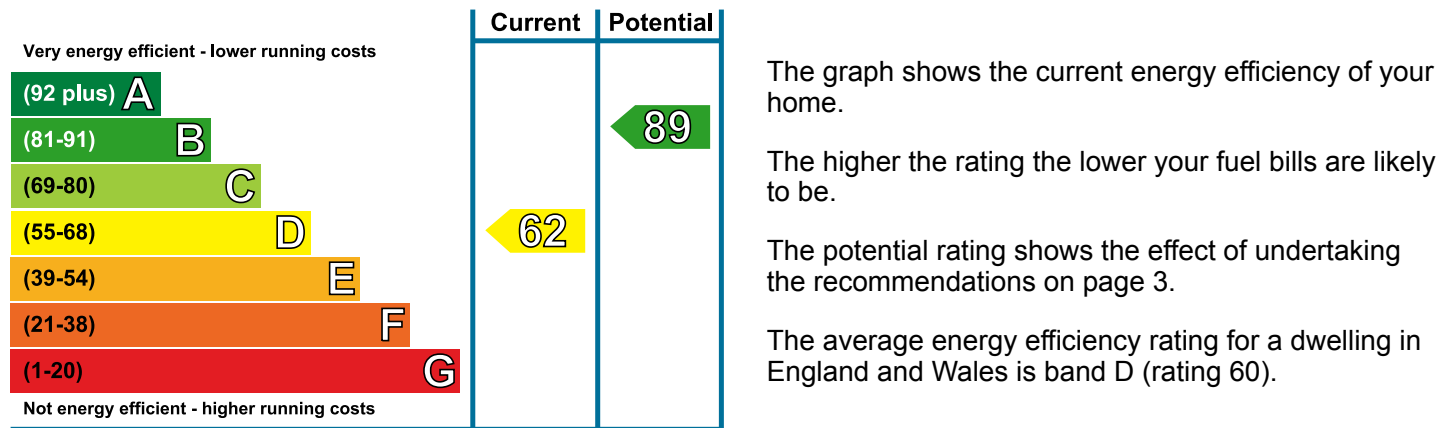 Current Potential
Very energy efficient - lower running costs
(92 plus) A
(81-91) B
89
(69-80) C
(55-68) D
62
(39-54) E
(21-38) F
(1-20) G
Not energy efficient - higher running costs
The graph shows the current energy efficiency of your
home.
The higher the rating the lower your fuel bills are likely
to be.
The potential rating shows the effect of undertaking
the recommendations on page 3.
The average energy efficiency rating for a dwelling in
England and Wales is band D (rating 60).